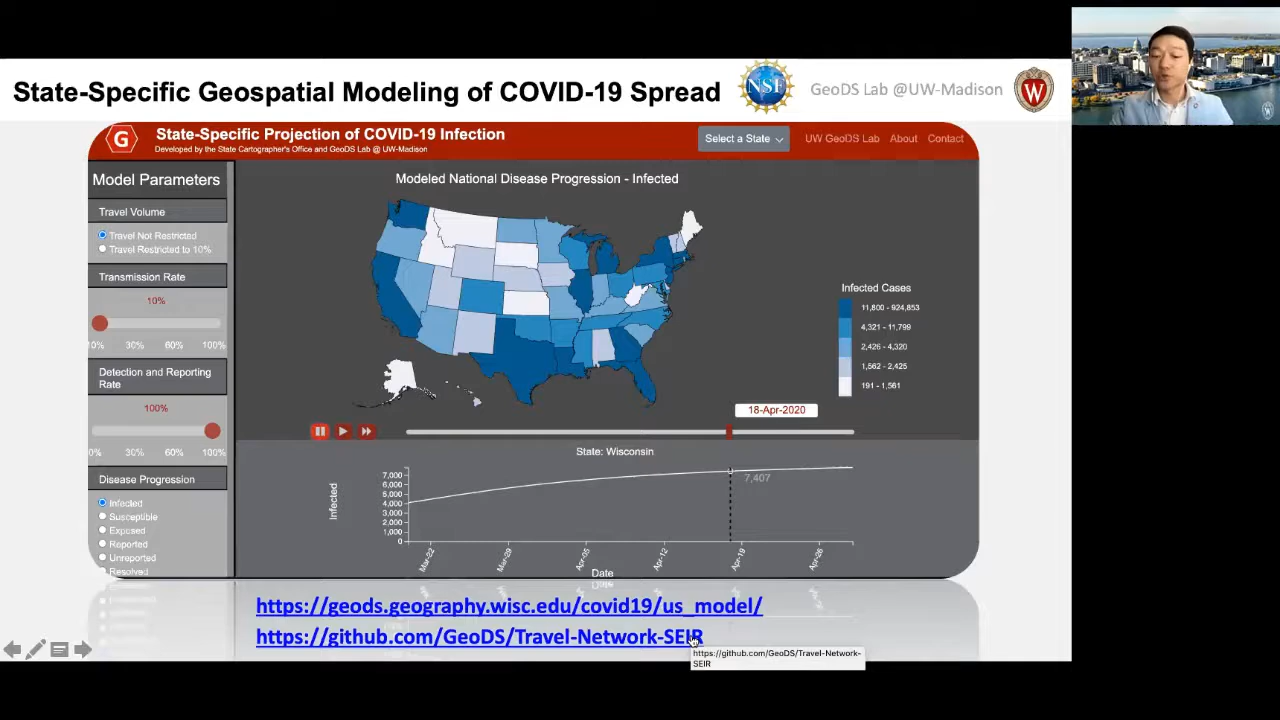 State-Specific Geospatial Modeling of COVID-19 Spread
NSF
GeoDS Lab @UW-Madison
W
G
State-Specific Projection of COVID-19 Infection
Developed by the State Cartographer's Office and GeoDS Lab @ UW-Madison
Select a State
UW GeoDS Lab
About
Contact
Model Parameters
Travel Volume
Travel Not Restricted
Travel Restricted to 10%
Transmission Rate
10%
10% 30% 60% 100%
Detection and Reporting
Rate
100%
0% 30% 60% 100%
Disease Progression
Infected
Susceptible
Exposed
Reported
Unreported
Resolved
Modeled National Disease Progression - Infected
Infected Cases
11,800 - 924,853
4,321 - 11,799
2,426 - 4,320
1,562 - 2,425
191 - 1,561
18-Apr-2020
State: Wisconsin
Infected
7,000
6,000
5,000
4,000
3,000
2,000
1,000
0
7,407
Mar-22
Mar-29
Apr-05
Apr-12
Apr-19
Apr-26
Date
https://geods.geography.wisc.edu/covid19/us_model/
https://github.com/GeoDS/Travel-Network-SEIR
https://github.com/GeoDS/Travel-Network-
SEIR